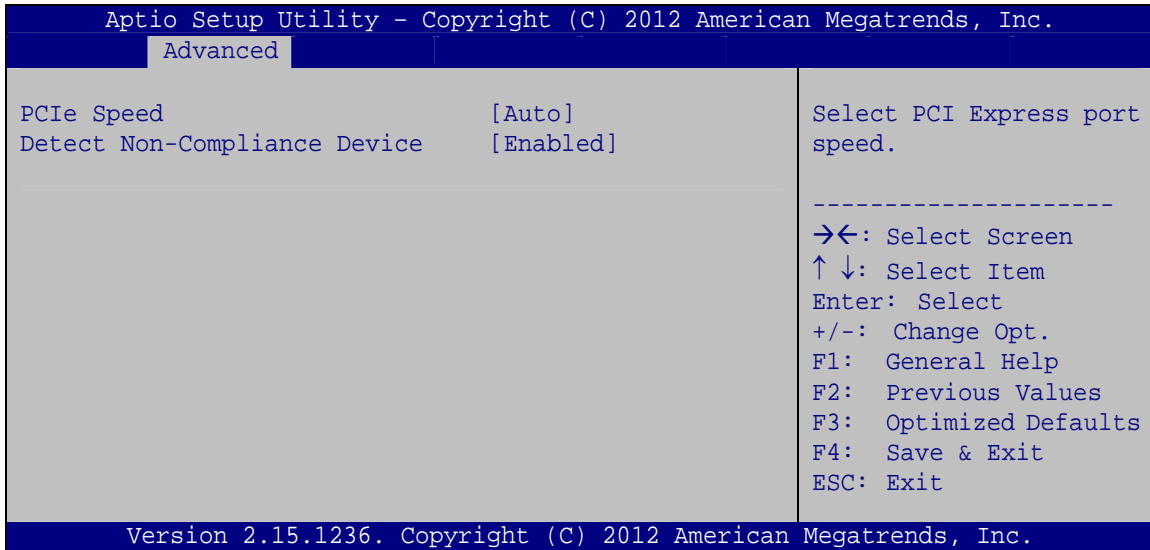 Aptio Setup Utility – Copyright (C) 2012 American Megatrends, Inc.
Advanced
PCIe Speed [Auto]
Detect Non-Compliance Device [Enabled]
Select PCI Express port
speed.
---------------------
→←: Select Screen
↑ ↓: Select Item
Enter: Select
+/-: Change Opt.
F1: General Help
F2: Previous Values
F3: Optimized Defaults
F4: Save & Exit
ESC: Exit
Version 2.15.1236. Copyright (C) 2012 American Megatrends, Inc.